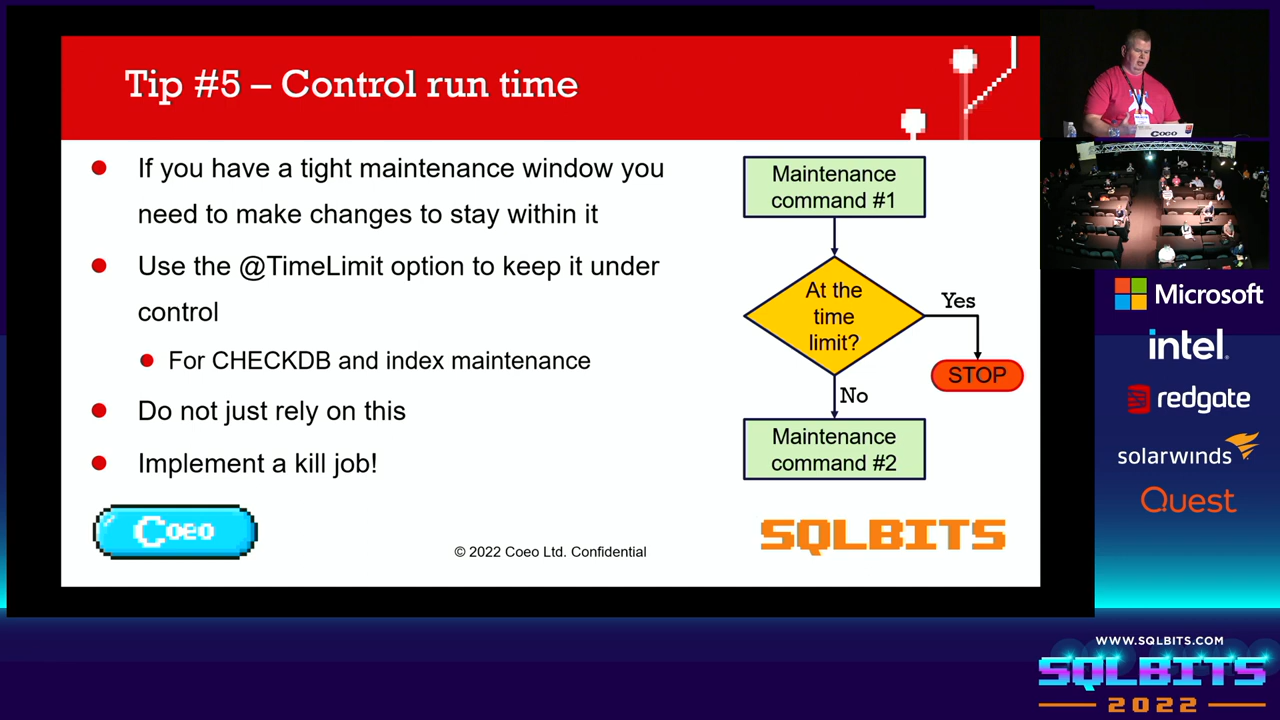 Tip #5 – Control run time
If you have a tight maintenance window you
need to make changes to stay within it
Use the @TimeLimit option to keep it under
control
For CHECKDB and index maintenance
Do not just rely on this
Implement a kill job!
Maintenance
command #1
At the
time
limit?
Yes
STOP
No
Maintenance
command #2
Coeo
© 2022 Coeo Ltd. Confidential
SQLBITS
Coeo
Microsoft
intel.
redgate
solarwinds
Quest
WWW.SQLBITS.COM
SQLBITS
2022